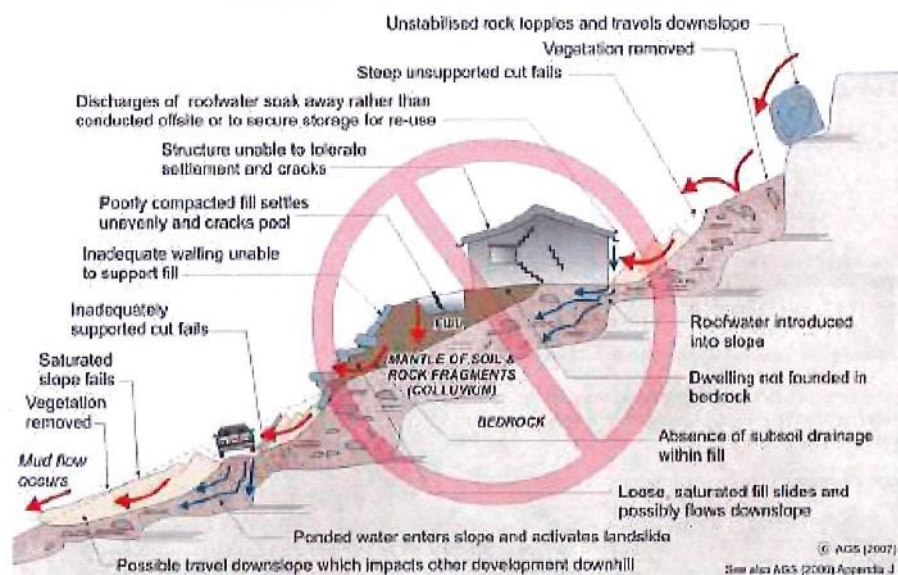 Unstabilised rock topples and travels downslope
Vegetation removed
Steep unsupported cut fails
Discharges of roofwater soak away rather than
conducted offsite or to secure storage for re-use
Structure unable to tolerate
settlement and cracks
Poorly compacted fill settles
unevenly and cracks pool
Inadequate walling unable
to support fill
Inadequately
supported cut fails
Saturated
slope fails
Vegetation
removed
Mud flow
occurs
FILL
MANTLE OF SOIL &
ROCK FRAGMENTS
(COLLUVIUM)
BEDROCK
Roofwater introduced
into slope
Dwelling not founded in
bedrock
Absence of subsoil drainage
within fill
Loose, saturated fill slides and
possibly flows downslope
Ponded water enters slope and activates landslide
Possible travel downslope which impacts other development downhill
© AGS (2007)
See also AGS (2000) Appendix J